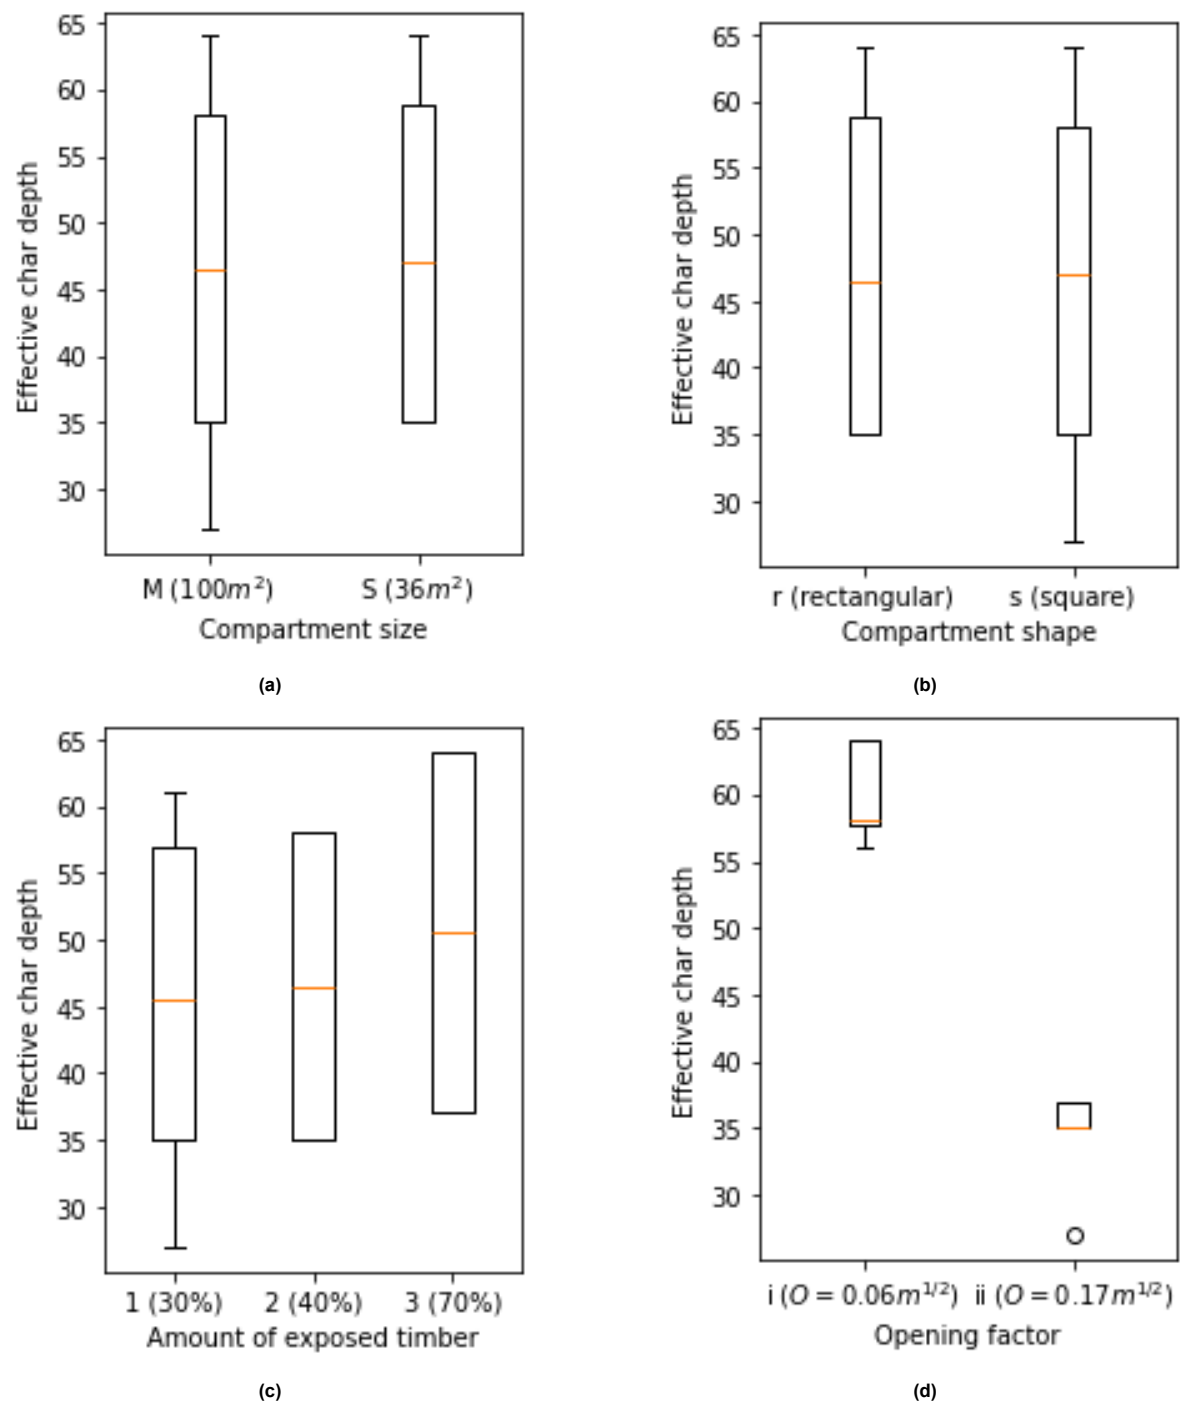 65
60
55
50
45
40
35
30
Effective char depth
M (100m²) S (36m²)
Compartment size
(a)
65
60
55
50
45
40
35
30
Effective char depth
r (rectangular) s (square)
Compartment shape
(b)
65
60
55
50
45
40
35
30
Effective char depth
1 (30%) 2 (40%) 3 (70%)
Amount of exposed timber
(c)
65
60
55
50
45
40
35
30
Effective char depth
i (O = 0.06m^1/2) ii (O = 0.17m^1/2)
Opening factor
(d)